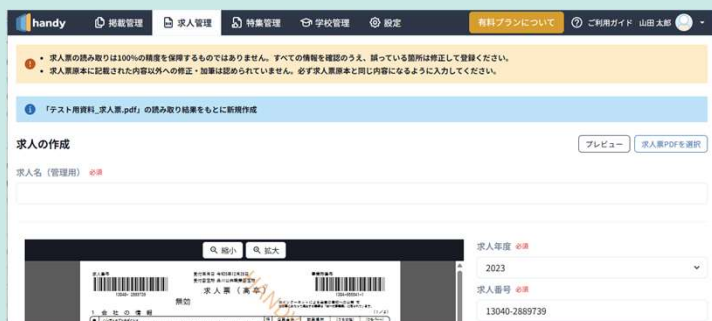 handy 掲載管理 求人管理 特集管理 学校管理 設定 有料プランについて ご利用ガイド 山田 太郎
• 求人票の読み取りは100%の精度を保障するものではありません。すべての情報を確認のうえ、誤っている箇所は修正して登録ください。
• 求人票原本に記載された内容以外への修正・加筆は認められていません。必ず求人票原本と同じ内容になるように入力してください。
「テスト用資料_求人票.pdf」の読み取り結果をもとに新規作成
求人の作成 プレビュー 求人票PDFを選択
求人名（管理用） 必須
縮小 拡大
求人年度 必須
2023
求人番号 必須
13040-2889739
求人票（高卒）
無効
1 会社の情報